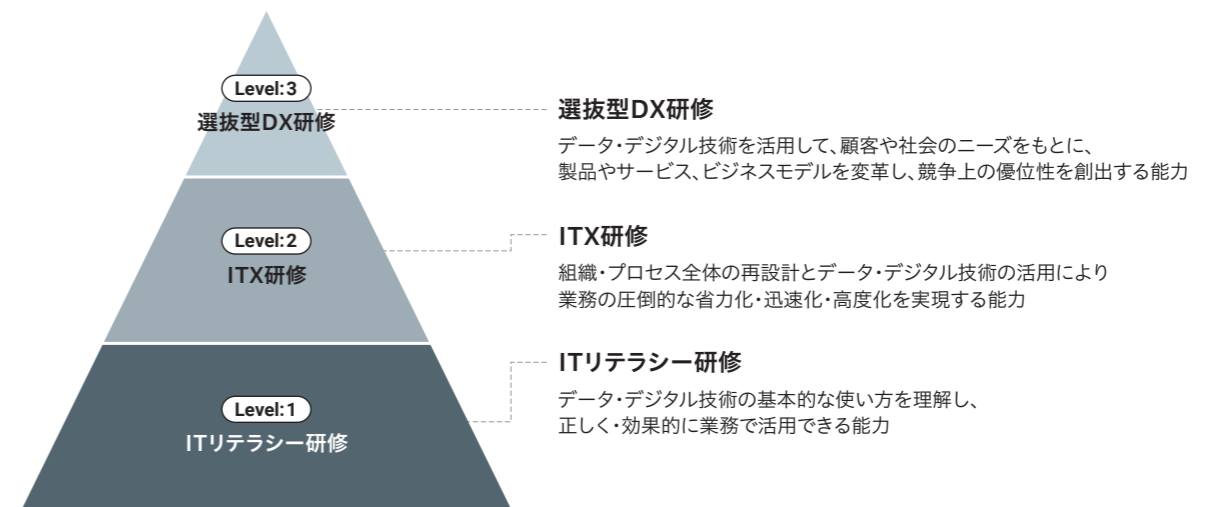 Level:3
選抜型DX研修
選抜型DX研修
データ・デジタル技術を活用して、顧客や社会のニーズをもとに、
製品やサービス、ビジネスモデルを変革し、競争上の優位性を創出する能力
Level:2
ITX研修
ITX研修
組織・プロセス全体の再設計とデータ・デジタル技術の活用により
業務の圧倒的な省力化・迅速化・高度化を実現する能力
Level:1
ITリテラシー研修
ITリテラシー研修
データ・デジタル技術の基本的な使い方を理解し、
正しく・効果的に業務で活用できる能力